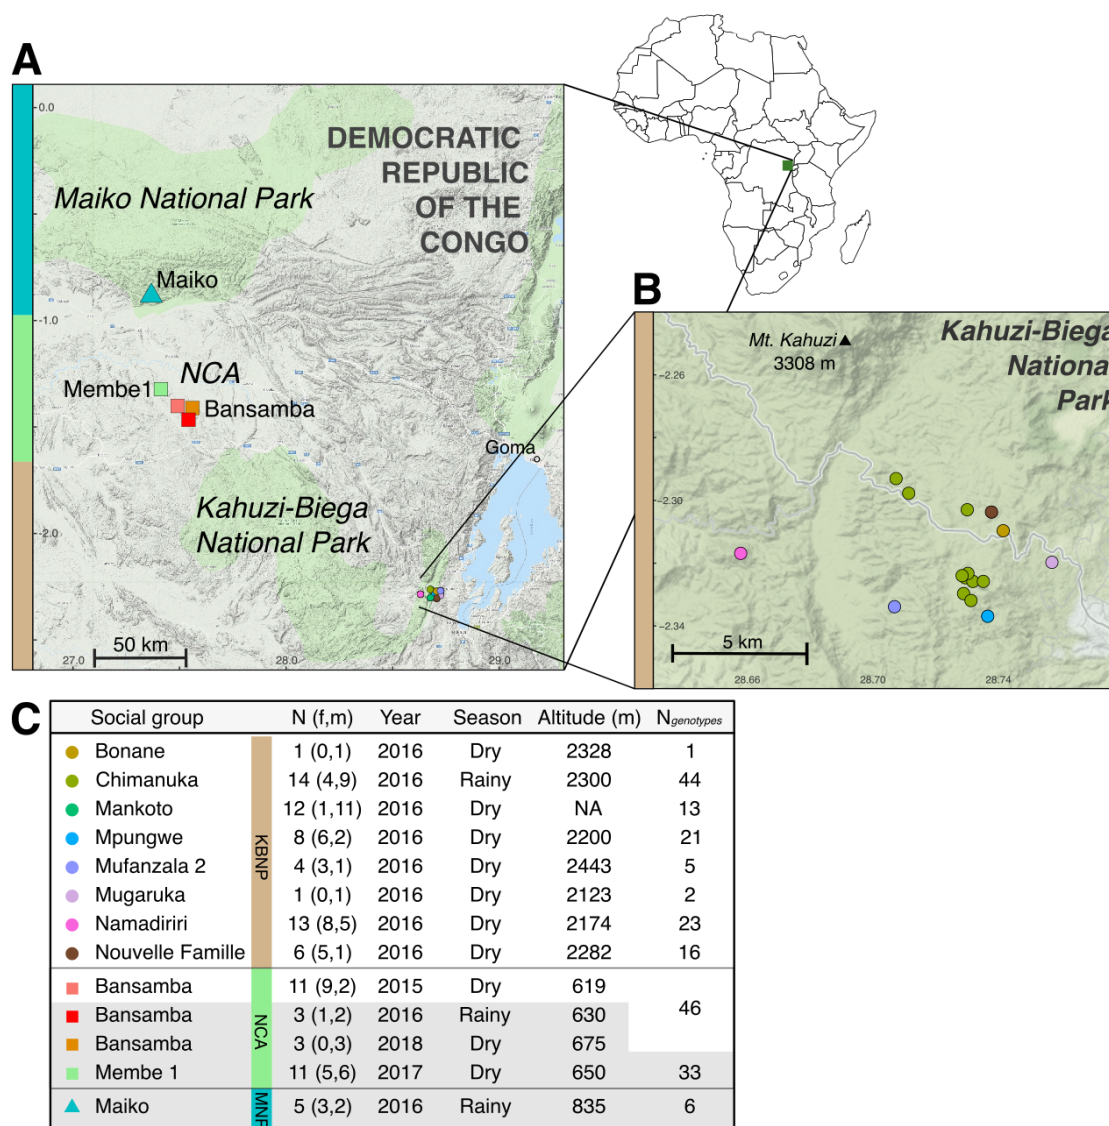 A
0.0
DEMOCRATIC
REPUBLIC
OF THE
CONGO
Maiko National Park
Maiko
-1.0
NCA
Membe1
Bansamba
Goma
Kahuzi-Biega
National Park
-2.0
50 km
27.0
28.0
29.0
B
Mt. Kahuzi
3308 m
Kahuzi-Biega
National
Park
-2.26
-2.30
-2.34
5 km
28.66
28.70
28.74
C
Social group N (f,m) Year Season Altitude (m) Ngenotypes
Bonane 1 (0,1) 2016 Dry 2328 1
Chimanuka 14 (4,9) 2016 Rainy 2300 44
Mankoto 12 (1,11) 2016 Dry NA 13
Mpungwe 8 (6,2) 2016 Dry 2200 21
Mufanzala 2 4 (3,1) 2016 Dry 2443 5
Mugaruka 1 (0,1) 2016 Dry 2123 2
Namadiriri 13 (8,5) 2016 Dry 2174 23
Nouvelle Famille 6 (5,1) 2016 Dry 2282 16
KBNP
Bansamba 11 (9,2) 2015 Dry 619
Bansamba 3 (1,2) 2016 Rainy 630
46
Bansamba 3 (0,3) 2018 Dry 675
Membe 1 11 (5,6) 2017 Dry 650 33
NCA
Maiko 5 (3,2) 2016 Rainy 835 6
MNP